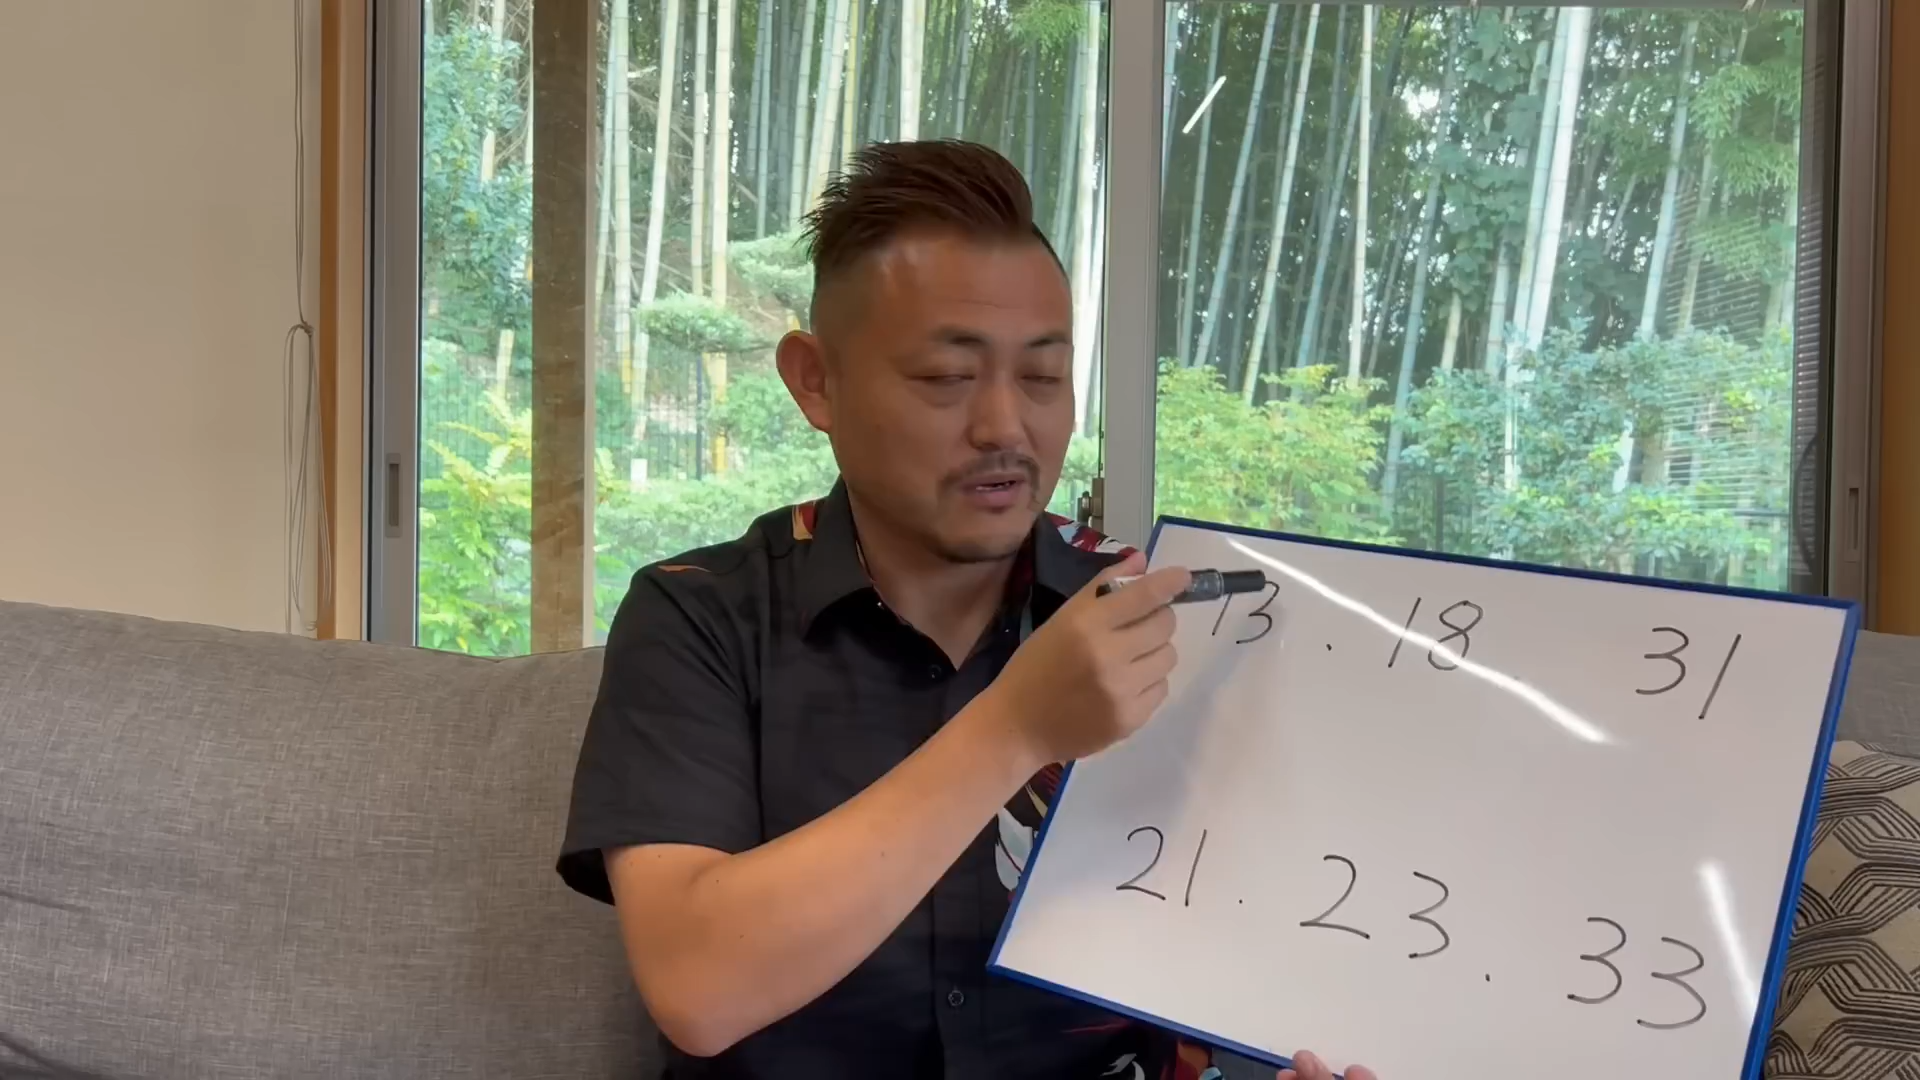 13 . 18 31
21 . 23 . 33